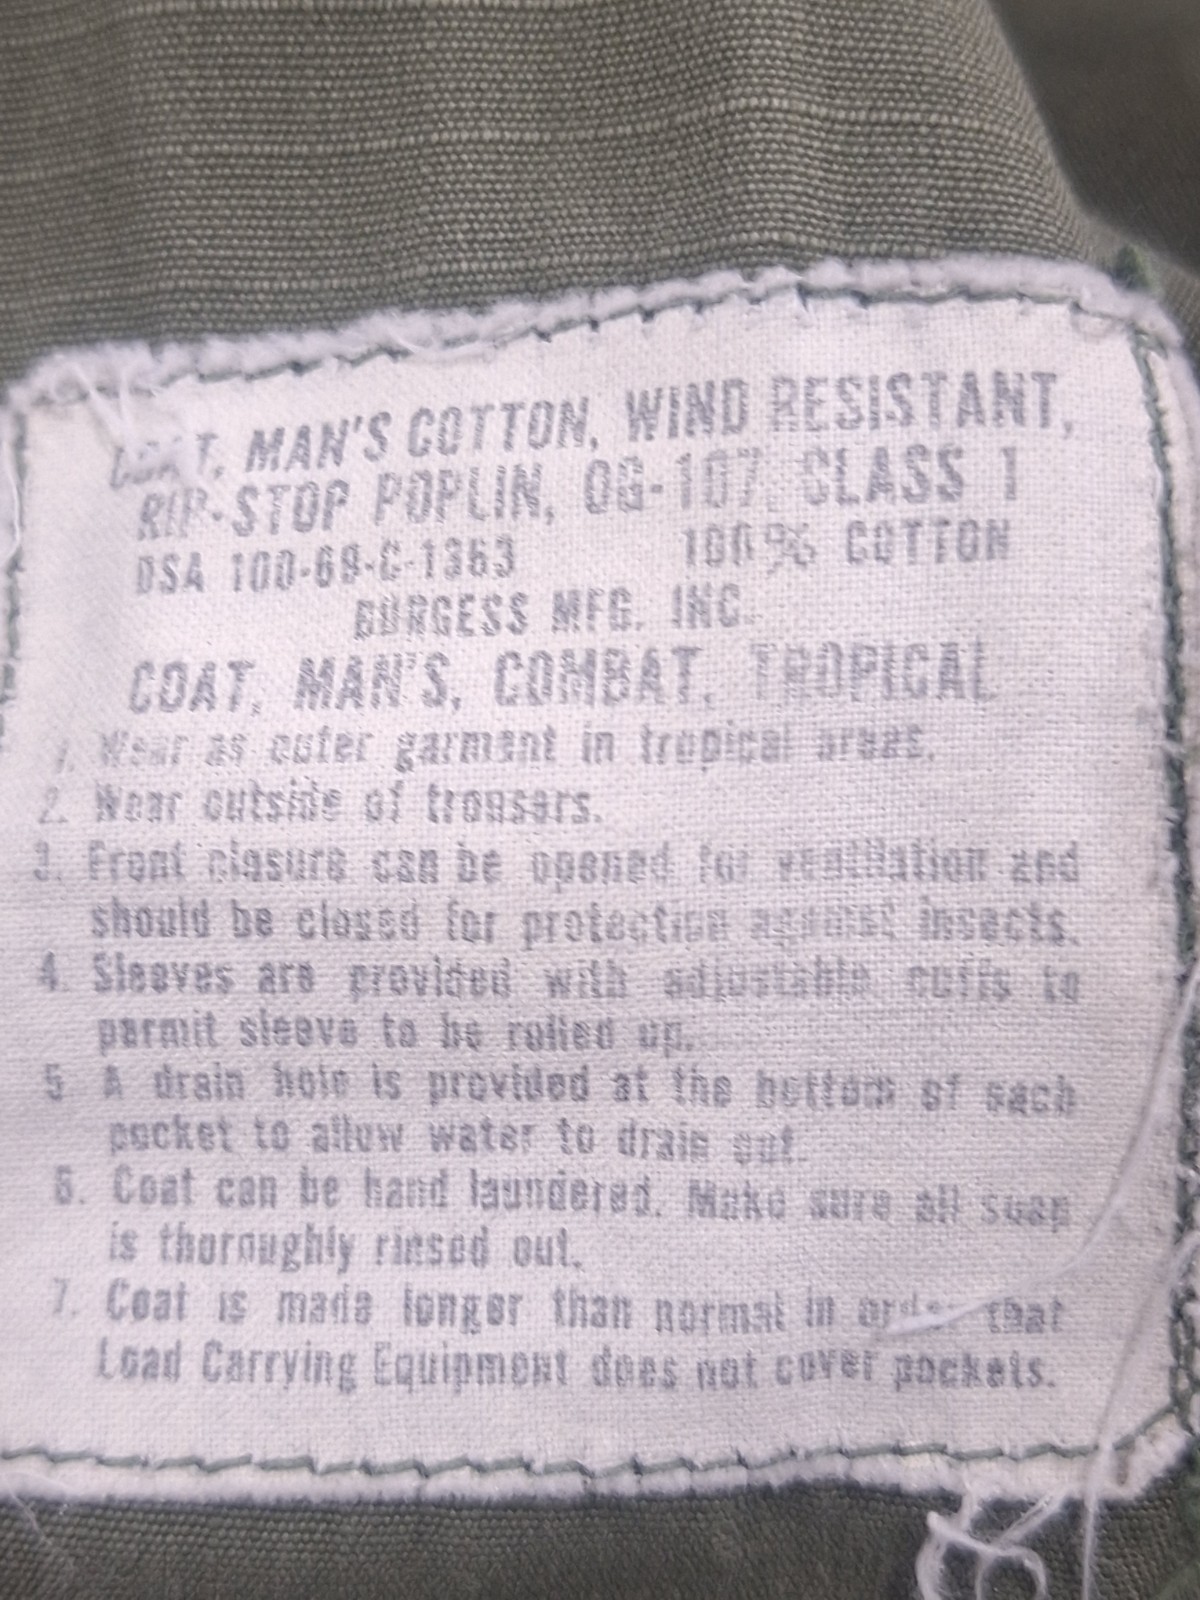 COAT, MAN'S COTTON, WIND RESISTANT,
RIP-STOP POPLIN, OG-107, CLASS 1
DSA 100-69-C-1363 100% COTTON
BURGESS MFG. INC.
COAT, MAN'S, COMBAT, TROPICAL
1. Wear as outer garment in tropical areas.
2. Wear outside of trousers.
3. Front closure can be opened for ventilation and
should be closed for protection against insects.
4. Sleeves are provided with adjustable cuffs to
permit sleeve to be rolled up.
5. A drain hole is provided at the bottom of each
pocket to allow water to drain out.
6. Coat can be hand laundered. Make sure all soap
is thoroughly rinsed out.
7. Coat is made longer than normal in order that
Load Carrying Equipment does not cover pockets.